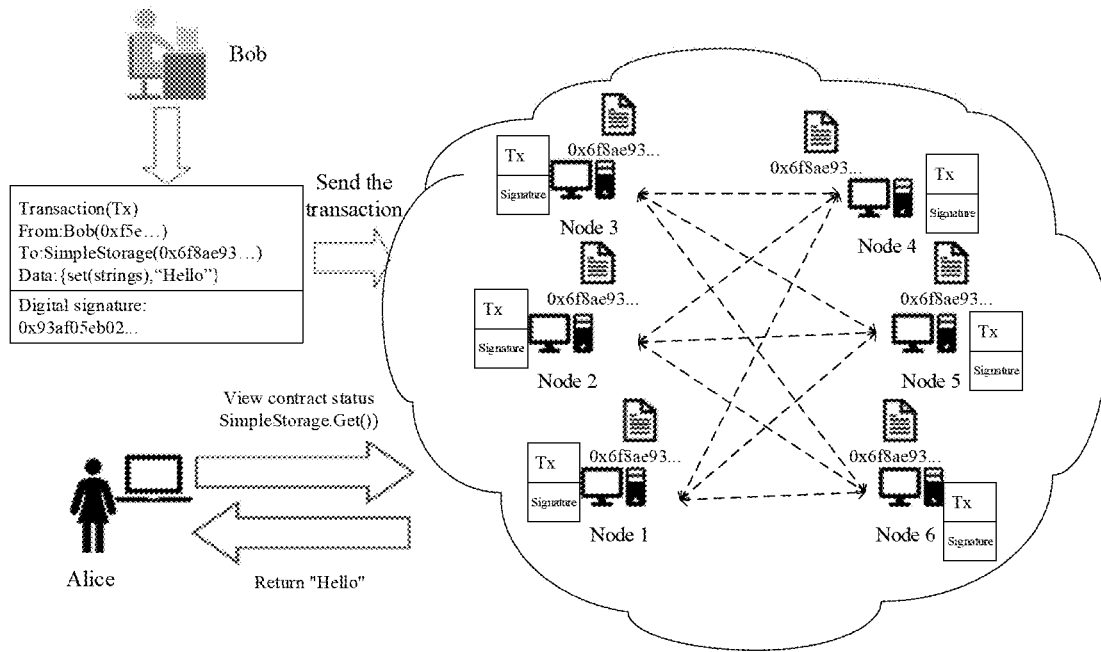 Bob
Transaction(Tx)
From:Bob(0xf5e...)
To:SimpleStorage(0x6f8ae93...)
Data:{set(strings),“Hello”}
Digital signature:
0x93af05eb02...
Send the
transaction
View contract status
SimpleStorage.Get())
Return "Hello"
Alice
0x6f8ae93...
Tx
Signature
Node 3
0x6f8ae93...
Tx
Signature
Node 4
0x6f8ae93...
Tx
Signature
Node 2
0x6f8ae93...
Tx
Signature
Node 5
0x6f8ae93...
Tx
Signature
Node 1
0x6f8ae93...
Tx
Signature
Node 6